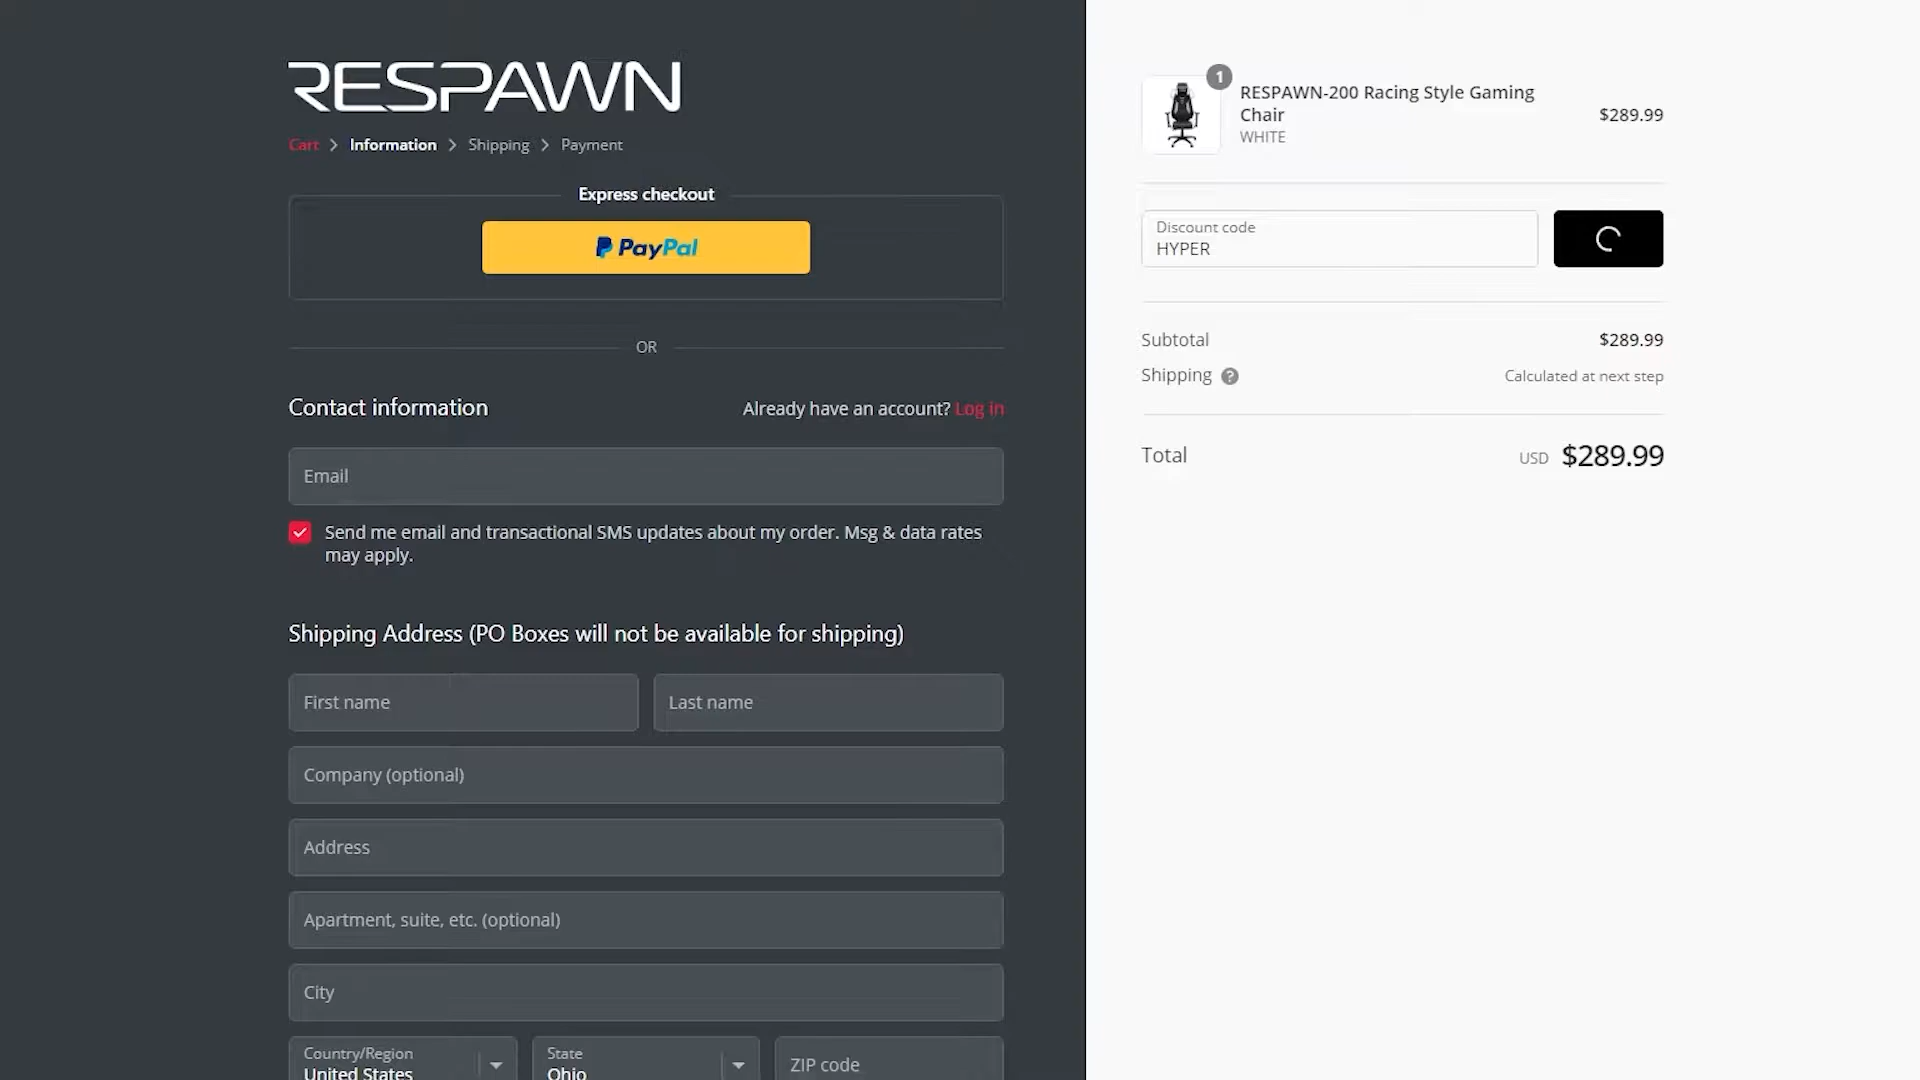 RESPAWN
Cart > Information > Shipping > Payment
Express checkout
PayPal
OR
Contact information
Already have an account? Log in
Email
Send me email and transactional SMS updates about my order. Msg & data rates
may apply.
Shipping Address (PO Boxes will not be available for shipping)
First name
Last name
Company (optional)
Address
Apartment, suite, etc. (optional)
City
Country/Region
United States
State
Ohio
ZIP code
1
RESPAWN-200 Racing Style Gaming
Chair
WHITE
$289.99
Discount code
HYPER
Subtotal
$289.99
Shipping ?
Calculated at next step
Total
USD $289.99